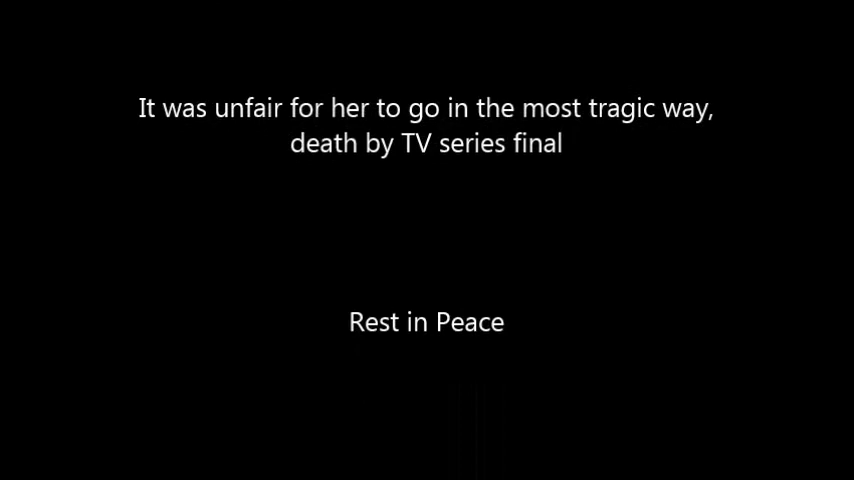 It was unfair for her to go in the most tragic way,
death by TV series final
Rest in Peace